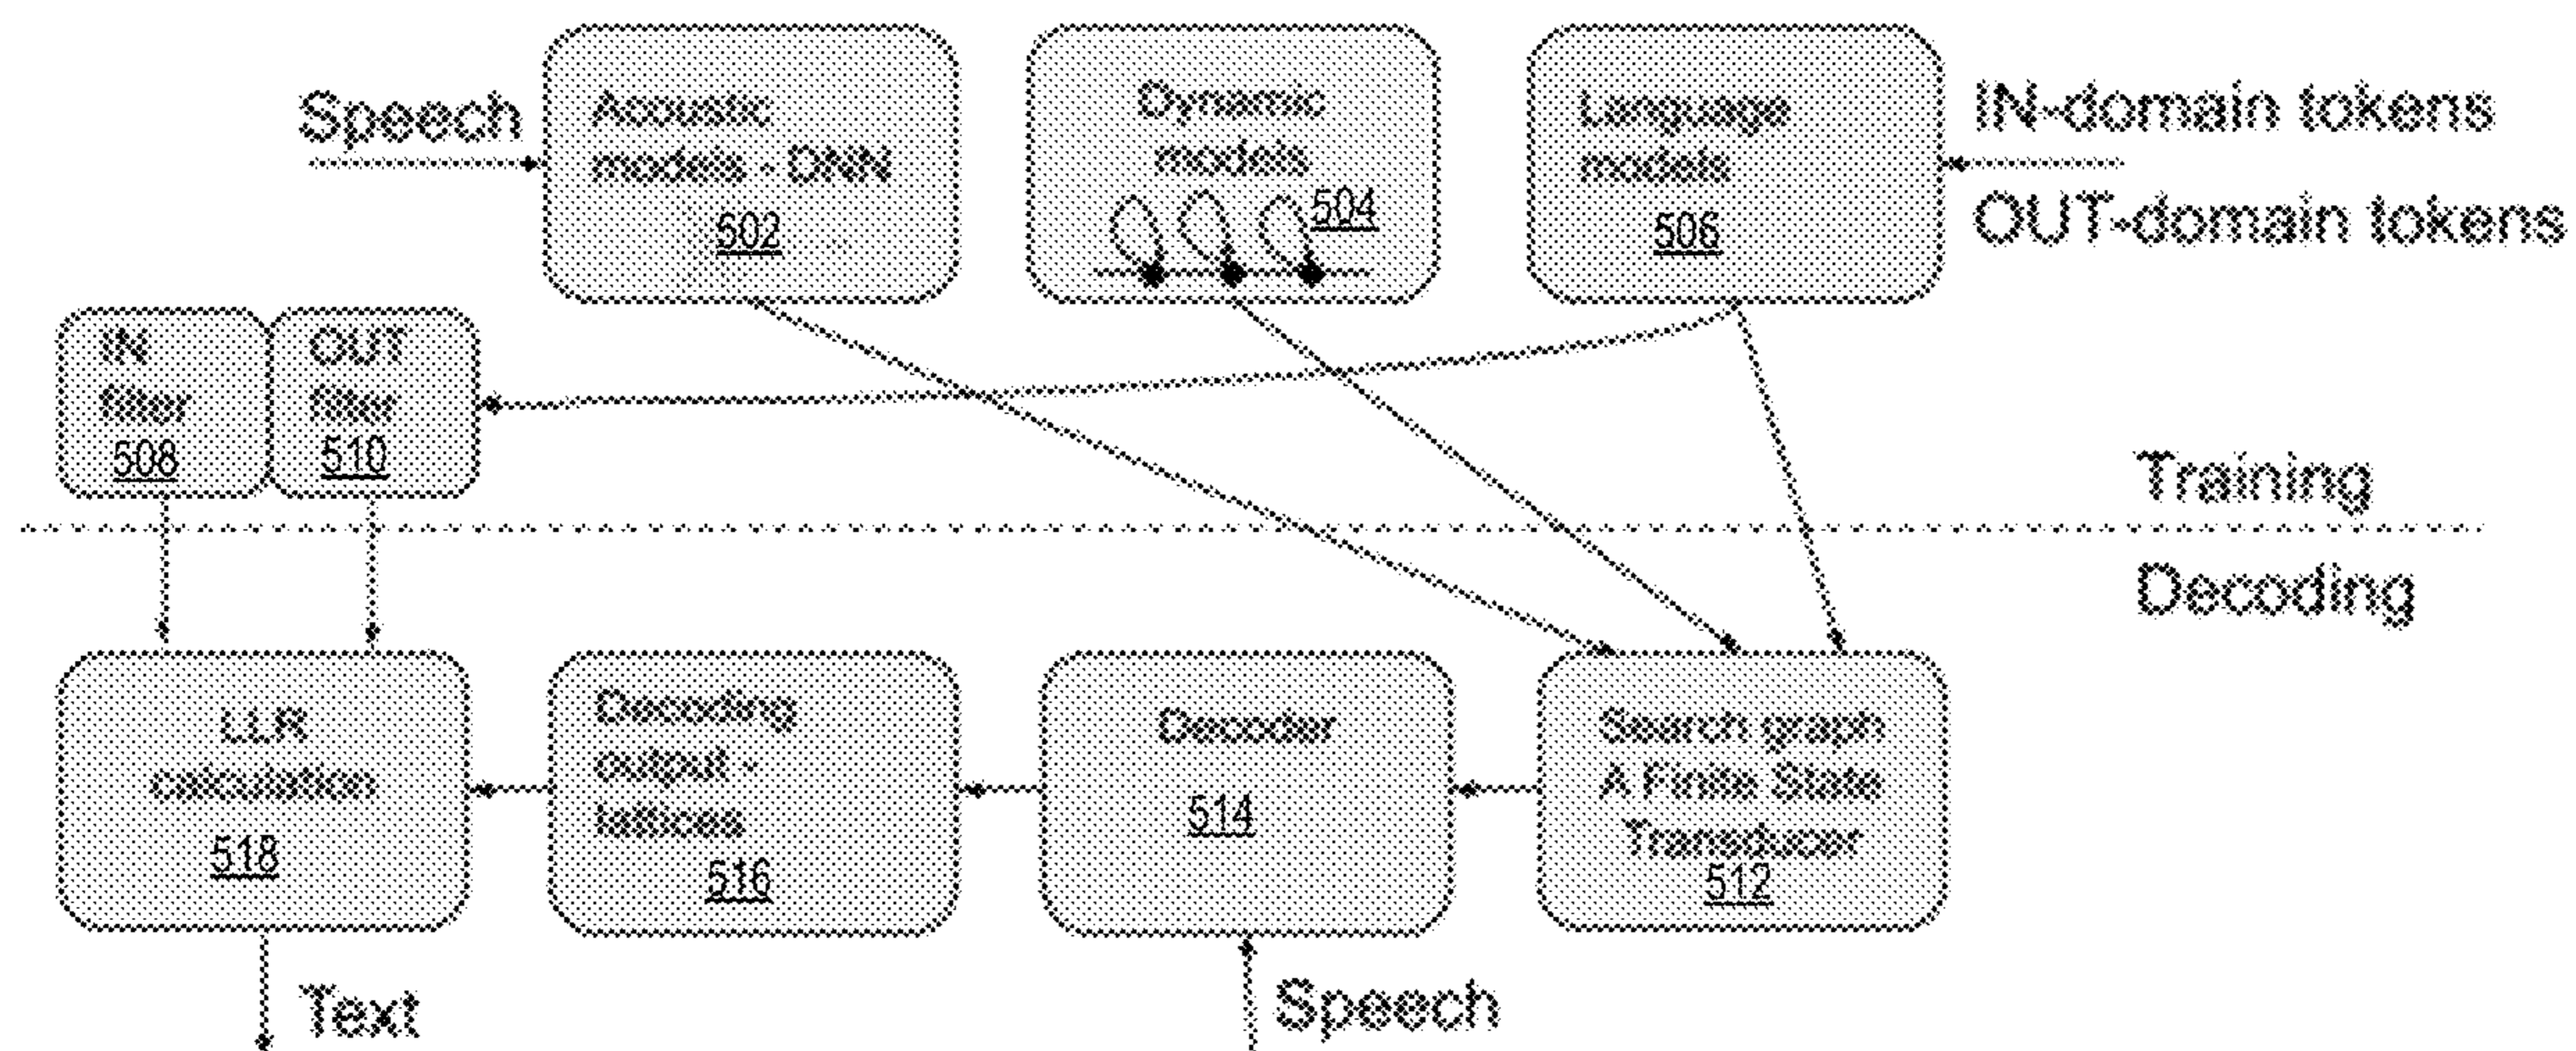 Speech
Acoustic
models - DNN
502
Dynamic
models
504
Language
models
506
IN-domain tokens
OUT-domain tokens
IN
filter
508
OUT
filter
510
Training
Decoding
LLR
calculation
518
Decoding
output -
lattices
516
Decoder
514
Search graph
A Finite State
Transducer
512
Text
Speech